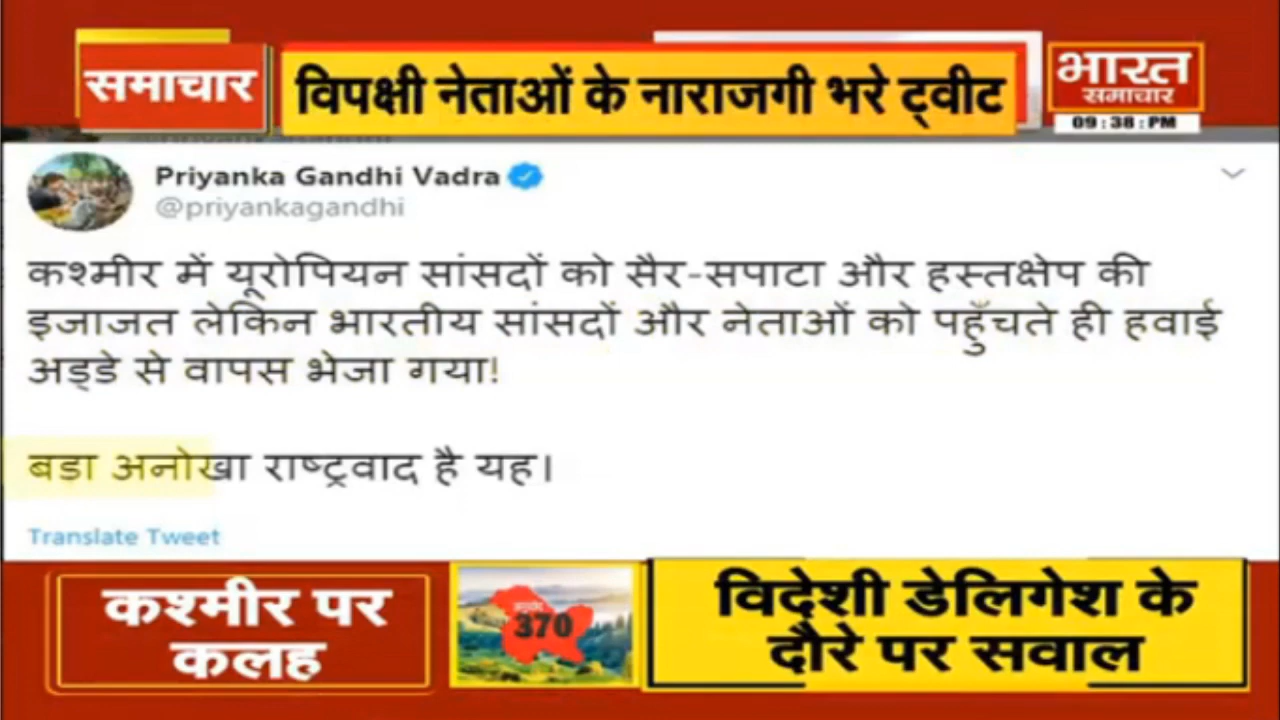 समाचार
विपक्षी नेताओं के नाराजगी भरे ट्वीट
भारत
समाचार
09:38:PM
Priyanka Gandhi Vadra
@priyankagandhi
कश्मीर में यूरोपियन सांसदों को सैर-सपाटा और हस्तक्षेप की
इजाजत लेकिन भारतीय सांसदों और नेताओं को पहुँचते ही हवाई
अड्डे से वापस भेजा गया!
बडा अनोखा राष्ट्रवाद है यह।
Translate Tweet
कश्मीर पर
कलह
370
विदेशी डेलिगेश के
दौरे पर सवाल